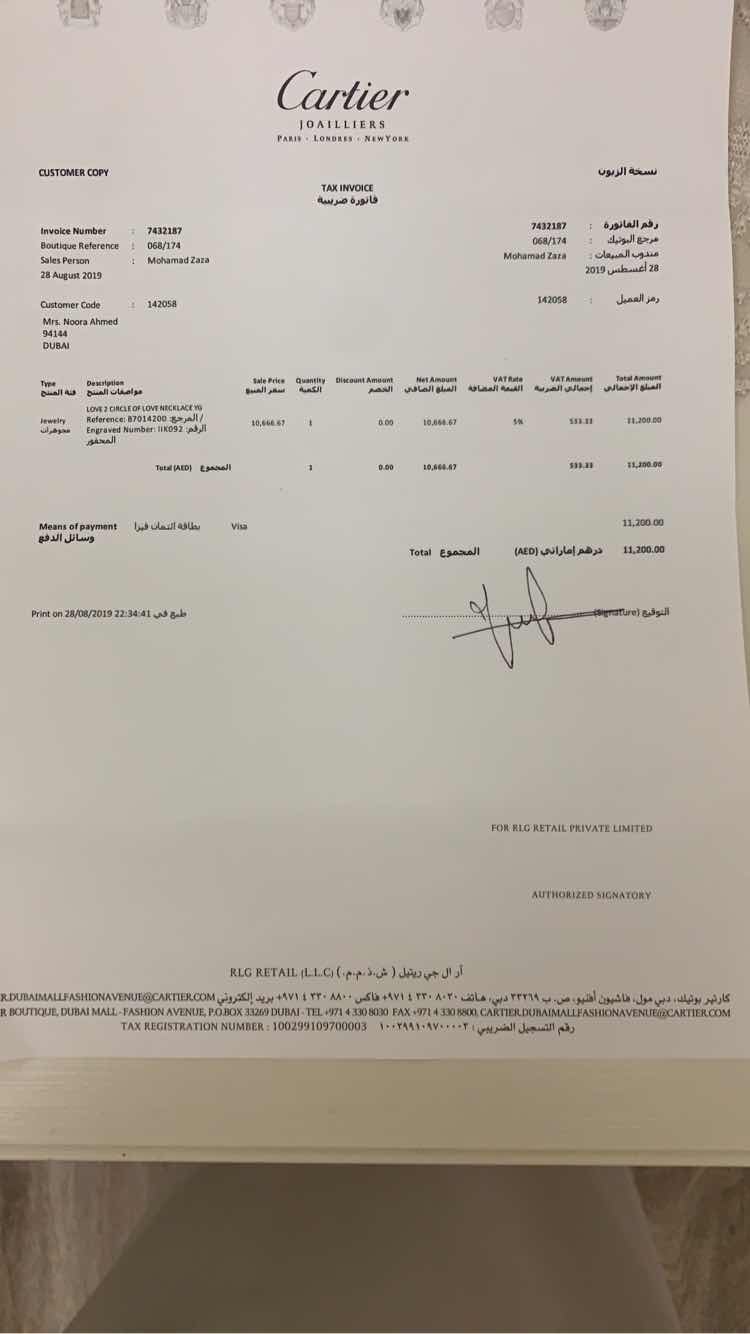 Cartier
JOAILLIERS
PARIS - LONDRES - NEWYORK
CUSTOMER COPY
نسخة الزبون
TAX INVOICE
فاتورة ضريبية
Invoice Number : 7432187
7432187 : رقم الفاتورة
Boutique Reference : 068/174
068/174 : مرجع البوتيك
Sales Person : Mohamad Zaza
Mohamad Zaza : مندوب المبيعات
28 August 2019
28 أغسطس 2019
Customer Code : 142058
142058 : رمز العميل
Mrs. Noora Ahmed
94144
DUBAI
Type Description Sale Price Quantity Discount Amount Net Amount VAT Rate VAT Amount Total Amount
فئة المنتج مواصفات المنتج سعر المبيع الكمية الخصم المبلغ الصافي القيمة المضافة إجمالي الضريبة المبلغ الإجمالي
LOVE 2 CIRCLE OF LOVE NECKLACE YG
Jewelry Reference: B7014200 المرجع: / 10,666.67 1 0.00 10,666.67 5% 533.33 11,200.00
مجوهرات Engraved Number: IIK092 الرقم:
المحفور
Total (AED) المجموع 1 0.00 10,666.67 533.33 11,200.00
Means of payment بطاقة ائتمان فيزا Visa 11,200.00
وسائل الدفع
Total المجموع (AED) درهم إماراتي 11,200.00
Print on 28/08/2019 22:34:41 طبع في
(Signature) التوقيع
FOR RLG RETAIL PRIVATE LIMITED
AUTHORIZED SIGNATORY
RLG RETAIL (L.L.C) (.ش.ذ.م.م) آر ال جي ريتيل
كارتير بوتيك، دبي مول، فاشيون أفنيو، ص.ب ٣٣٢٦٩ دبي، هاتف ٨٠٣٠ ٣٣٠ ٤ ٩٧١+ فاكس ٨٨٠٠ ٣٣٠ ٤ ٩٧١+ بريد إلكتروني R.DUBAIMALLFASHIONAVENUE@CARTIER.COM
R BOUTIQUE, DUBAI MALL - FASHION AVENUE, P.O.BOX 33269 DUBAI - TEL +971 4 330 8030 FAX +971 4 330 8800, CARTIER.DUBAIMALLFASHIONAVENUE@CARTIER.COM
TAX REGISTRATION NUMBER : 100299109700003 رقم التسجيل الضريبي : ١٠٠٢٩٩١٠٩٧٠٠٠٠٣